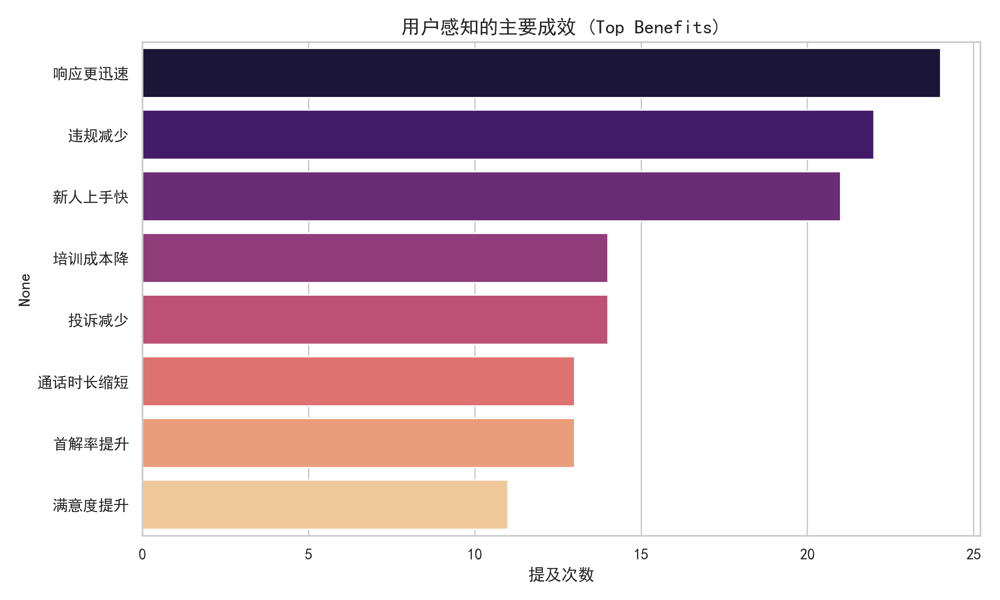 用户感知的主要成效 (Top Benefits)
响应更迅速
违规减少
新人上手快
培训成本降
投诉减少
通话时长缩短
首解率提升
满意度提升
None
0 5 10 15 20 25
提及次数